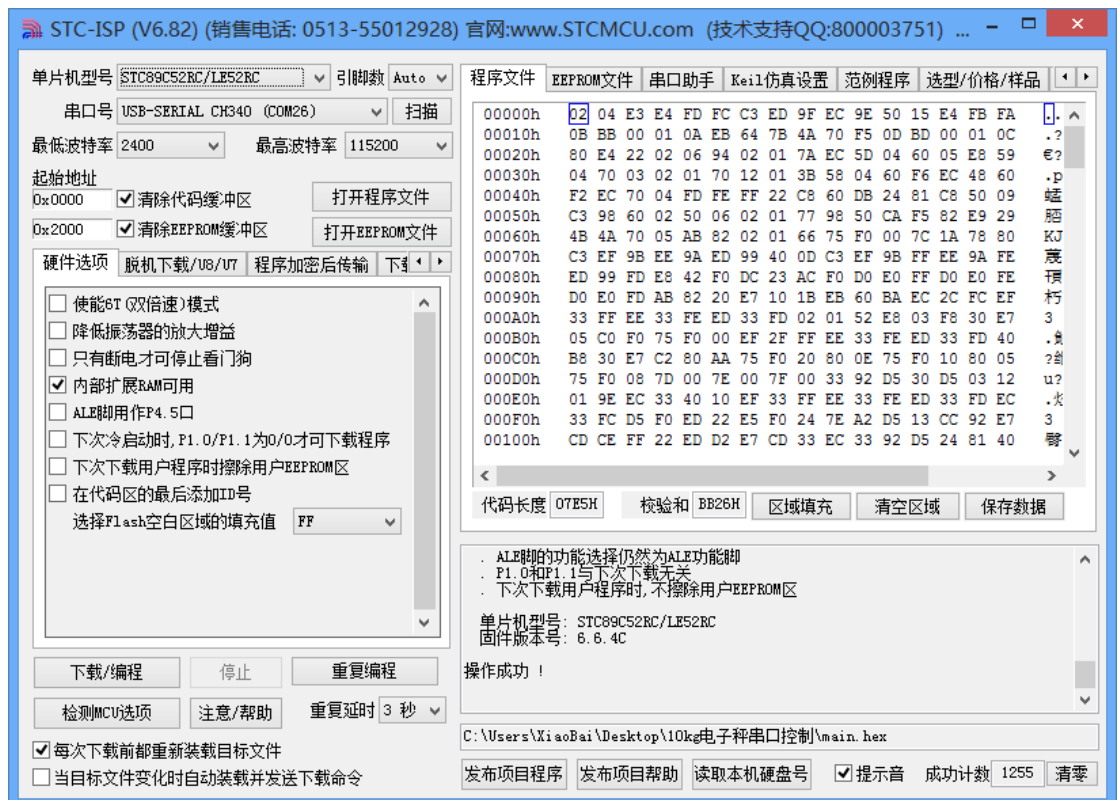 STC-ISP (V6.82) (销售电话: 0513-55012928) 官网:www.STCMCU.com (技术支持QQ:800003751) ...
单片机型号 STC89C52RC/LE52RC 引脚数 Auto
串口号 USB-SERIAL CH340 (COM26) 扫描
最低波特率 2400 最高波特率 115200
起始地址
0x0000 清除代码缓冲区 打开程序文件
0x2000 清除EEPROM缓冲区 打开EEPROM文件
硬件选项 脱机下载/U8/U7 程序加密后传输
使能6T(双倍速)模式
降低振荡器的放大增益
只有断电才可停止看门狗
内部扩展RAM可用
ALE脚用作P4.5口
下次冷启动时,P1.0/P1.1为0/0才可下载程序
下次下载用户程序时擦除用户EEPROM区
在代码区的最后添加ID号
选择Flash空白区域的填充值 FF
下载/编程 停止 重复编程
检测MCU选项 注意/帮助 重复延时 3 秒
每次下载前都重新装载目标文件
当目标文件变化时自动装载并发送下载命令
程序文件 EEPROM文件 串口助手 Keil仿真设置 范例程序 选型/价格/样品
00000h 02 04 E3 E4 FD FC C3 ED 9F EC 9E 50 15 E4 FB FA ..
00010h 0B BB 00 01 0A EB 64 7B 4A 70 F5 0D BD 00 01 0C .?
00020h 80 E4 22 02 06 94 02 01 7A EC 5D 04 60 05 E8 59 €?
00030h 04 70 03 02 01 70 12 01 3B 58 04 60 F6 EC 48 60 .p
00040h F2 EC 70 04 FD FE FF 22 C8 60 DB 24 81 C8 50 09
00050h C3 98 60 02 50 06 02 01 77 98 50 CA F5 82 E9 29
00060h 4B 4A 70 05 AB 82 02 01 66 75 F0 00 7C 1A 78 80 KJ
00070h C3 EF 9B EE 9A ED 99 40 0D C3 EF 9B FF EE 9A FE
00080h ED 99 FD E8 42 F0 DC 23 AC F0 D0 E0 FF D0 E0 FE
00090h D0 E0 FD AB 82 20 E7 10 1B EB 60 BA EC 2C FC EF
000A0h 33 FF EE 33 FE ED 33 FD 02 01 52 E8 03 F8 30 E7 3
000B0h 05 C0 F0 75 F0 00 EF 2F FF EE 33 FE ED 33 FD 40
000C0h B8 30 E7 C2 80 AA 75 F0 20 80 0E 75 F0 10 80 05
000D0h 75 F0 08 7D 00 7E 00 7F 00 33 92 D5 30 D5 03 12 u?
000E0h 01 9E EC 33 40 10 EF 33 FF EE 33 FE ED 33 FD EC
000F0h 33 FC D5 F0 ED 22 E5 F0 24 7E A2 D5 13 CC 92 E7 3
00100h CD CE FF 22 ED D2 E7 CD 33 EC 33 92 D5 24 81 40
代码长度 07E5H 校验和 BB26H 区域填充 清空区域 保存数据
. ALE脚的功能选择仍然为ALE功能脚
. P1.0和P1.1与下次下载无关
. 下次下载用户程序时,不擦除用户EEPROM区
单片机型号: STC89C52RC/LE52RC
固件版本号: 6.6.4C
操作成功 !
C:\Users\XiaoBai\Desktop\10kg电子秤串口控制\main.hex
发布项目程序 发布项目帮助 读取本机硬盘号 提示音 成功计数 1255 清零